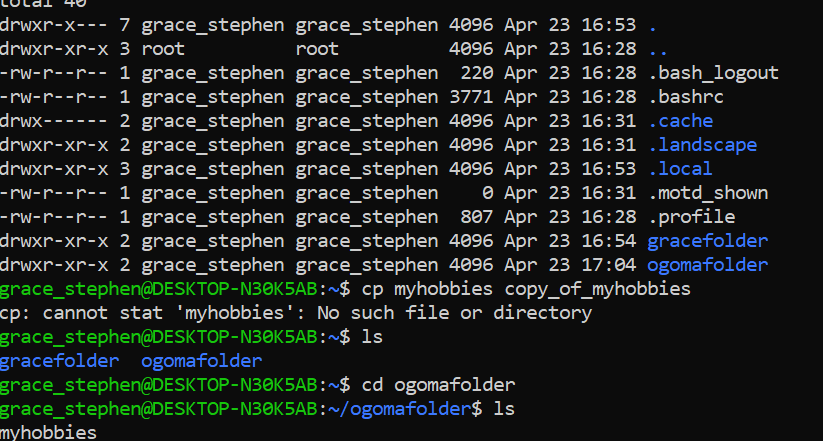 total 40
drwxr-x--- 7 grace_stephen grace_stephen 4096 Apr 23 16:53 .
drwxr-xr-x 3 root          root          4096 Apr 23 16:28 ..
-rw-r--r-- 1 grace_stephen grace_stephen  220 Apr 23 16:28 .bash_logout
-rw-r--r-- 1 grace_stephen grace_stephen 3771 Apr 23 16:28 .bashrc
drwx------ 2 grace_stephen grace_stephen 4096 Apr 23 16:31 .cache
drwxr-xr-x 2 grace_stephen grace_stephen 4096 Apr 23 16:31 .landscape
drwxr-xr-x 3 grace_stephen grace_stephen 4096 Apr 23 16:53 .local
-rw-r--r-- 1 grace_stephen grace_stephen    0 Apr 23 16:31 .motd_shown
-rw-r--r-- 1 grace_stephen grace_stephen  807 Apr 23 16:28 .profile
drwxr-xr-x 2 grace_stephen grace_stephen 4096 Apr 23 16:54 gracefolder
drwxr-xr-x 2 grace_stephen grace_stephen 4096 Apr 23 17:04 ogomafolder
grace_stephen@DESKTOP-N30K5AB:~$ cp myhobbies copy_of_myhobbies
cp: cannot stat 'myhobbies': No such file or directory
grace_stephen@DESKTOP-N30K5AB:~$ ls
gracefolder  ogomafolder
grace_stephen@DESKTOP-N30K5AB:~$ cd ogomafolder
grace_stephen@DESKTOP-N30K5AB:~/ogomafolder$ ls
myhobbies